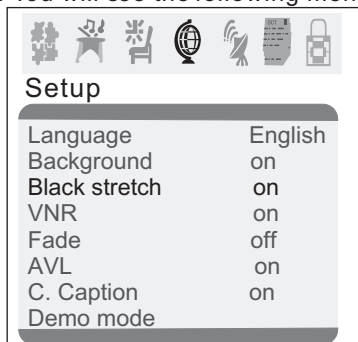 Setup
Language English
Background on
Black stretch on
VNR on
Fade off
AVL on
C. Caption on
Demo mode